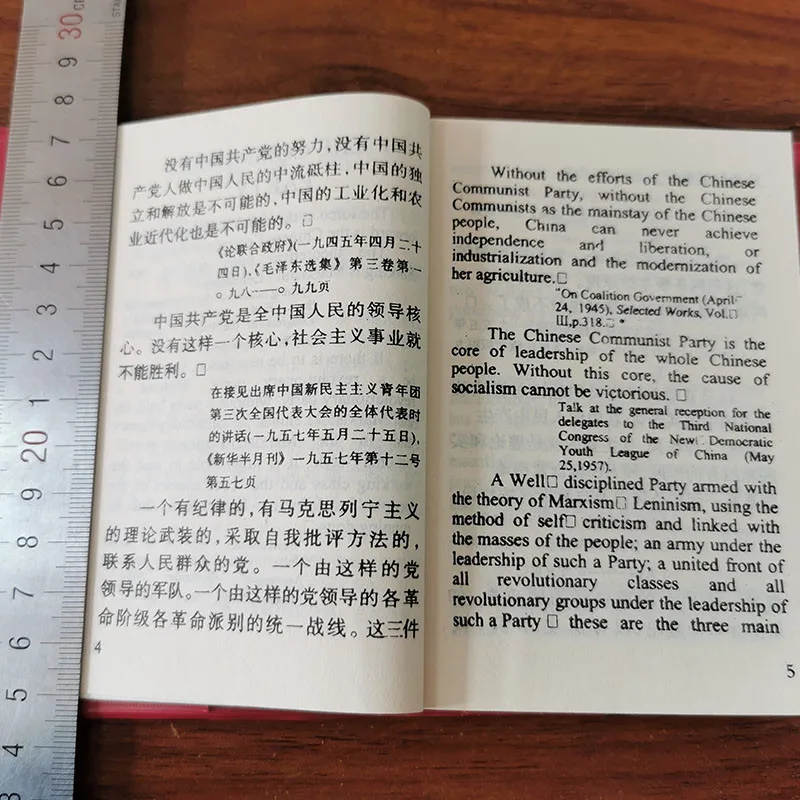 没有中国共产党的努力,没有中国共
产党人做中国人民的中流砥柱,中国的独
立和解放是不可能的,中国的工业化和农
业近代化也是不可能的。□
《论联合政府》(一九四五年四月二十
四日),《毛泽东选集》第三卷第一
○九八——○九九页
中国共产党是全中国人民的领导核
心。没有这样一个核心,社会主义事业就
不能胜利。□
在接见出席中国新民主主义青年团
第三次全国代表大会的全体代表时
的讲话(一九五七年五月二十五日),
《新华半月刊》一九五七年第十二号
第五七页
一个有纪律的,有马克思列宁主义
的理论武装的,采取自我批评方法的,
联系人民群众的党。一个由这样的党
领导的军队。一个由这样的党领导的各革
命阶级各革命派别的统一战线。这三件
4
Without the efforts of the Chinese
Communist Party, without the Chinese
Communists as the mainstay of the Chinese
people, China can never achieve
independence and liberation, or
industrialization and the modernization of
her agriculture.□
"On Coalition Government (April
24, 1945), Selected Works, Vol.□
Ⅲ,p.318.□ *
The Chinese Communist Party is the
core of leadership of the whole Chinese
people. Without this core, the cause of
socialism cannot be victorious. □
Talk at the general reception for the
delegates to the Third National
Congress of the New□ Democratic
Youth League of China (May
25,1957).
A Well□ disciplined Party armed with
the theory of Marxism□ Leninism, using the
method of self□ criticism and linked with
the masses of the people; an army under the
leadership of such a Party; a united front of
all revolutionary classes and all
revolutionary groups under the leadership of
such a Party □ these are the three main
5
30
9
8
7
6
5
4
3
2
1
20
9
8
7
6
5
4
3